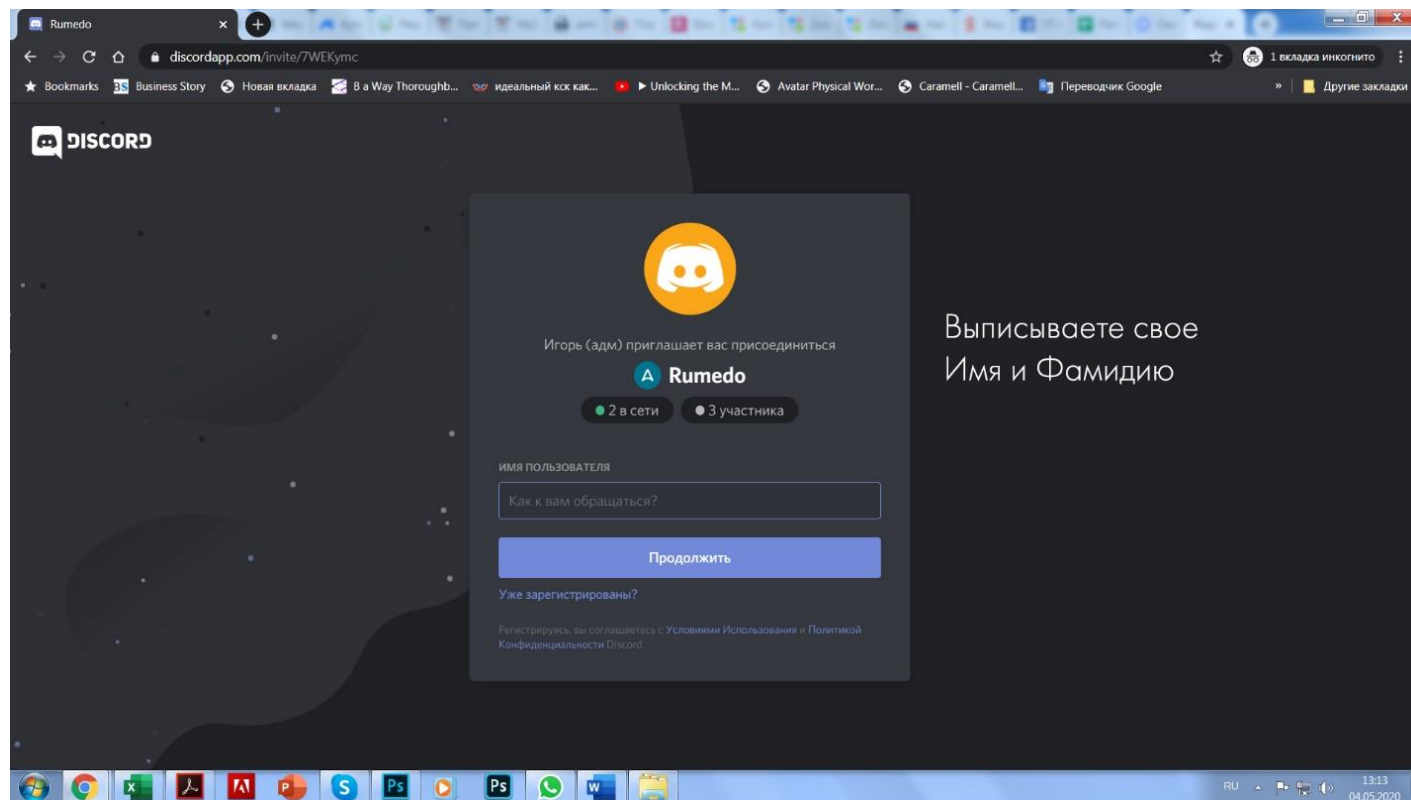 Rumedo
discordapp.com/invite/7WEKymc
1 вкладка инкогнито
Bookmarks
Business Story
Новая вкладка
B a Way Thoroughb...
идеальный кск как...
► Unlocking the M...
Avatar Physical Wor...
Caramell - Caramell...
Переводчик Google
»
Другие закладки
DISCORD
Игорь (адм) приглашает вас присоединиться
A Rumedo
2 в сети
3 участника
Выписываете свое
Имя и Фамидию
ИМЯ ПОЛЬЗОВАТЕЛЯ
Как к вам обращаться?
Продолжить
Уже зарегистрированы?
Регистрируясь, вы соглашаетесь с Условиями Использования и Политикой
Конфиденциальности Discord.
RU
13:13
04.05.2020